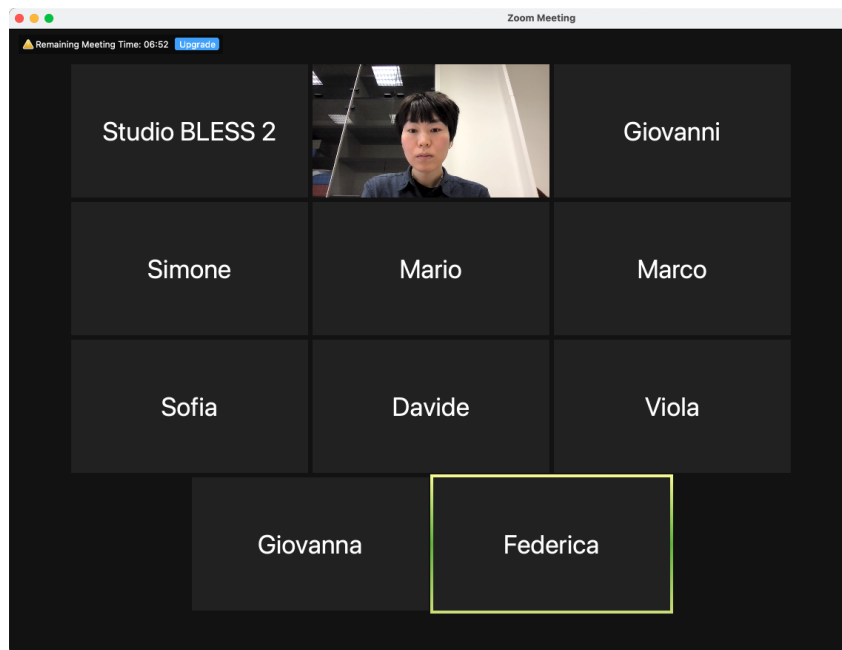 Zoom Meeting
Remaining Meeting Time: 06:52 Upgrade
Studio BLESS 2
Giovanni
Simone
Mario
Marco
Sofia
Davide
Viola
Giovanna
Federica